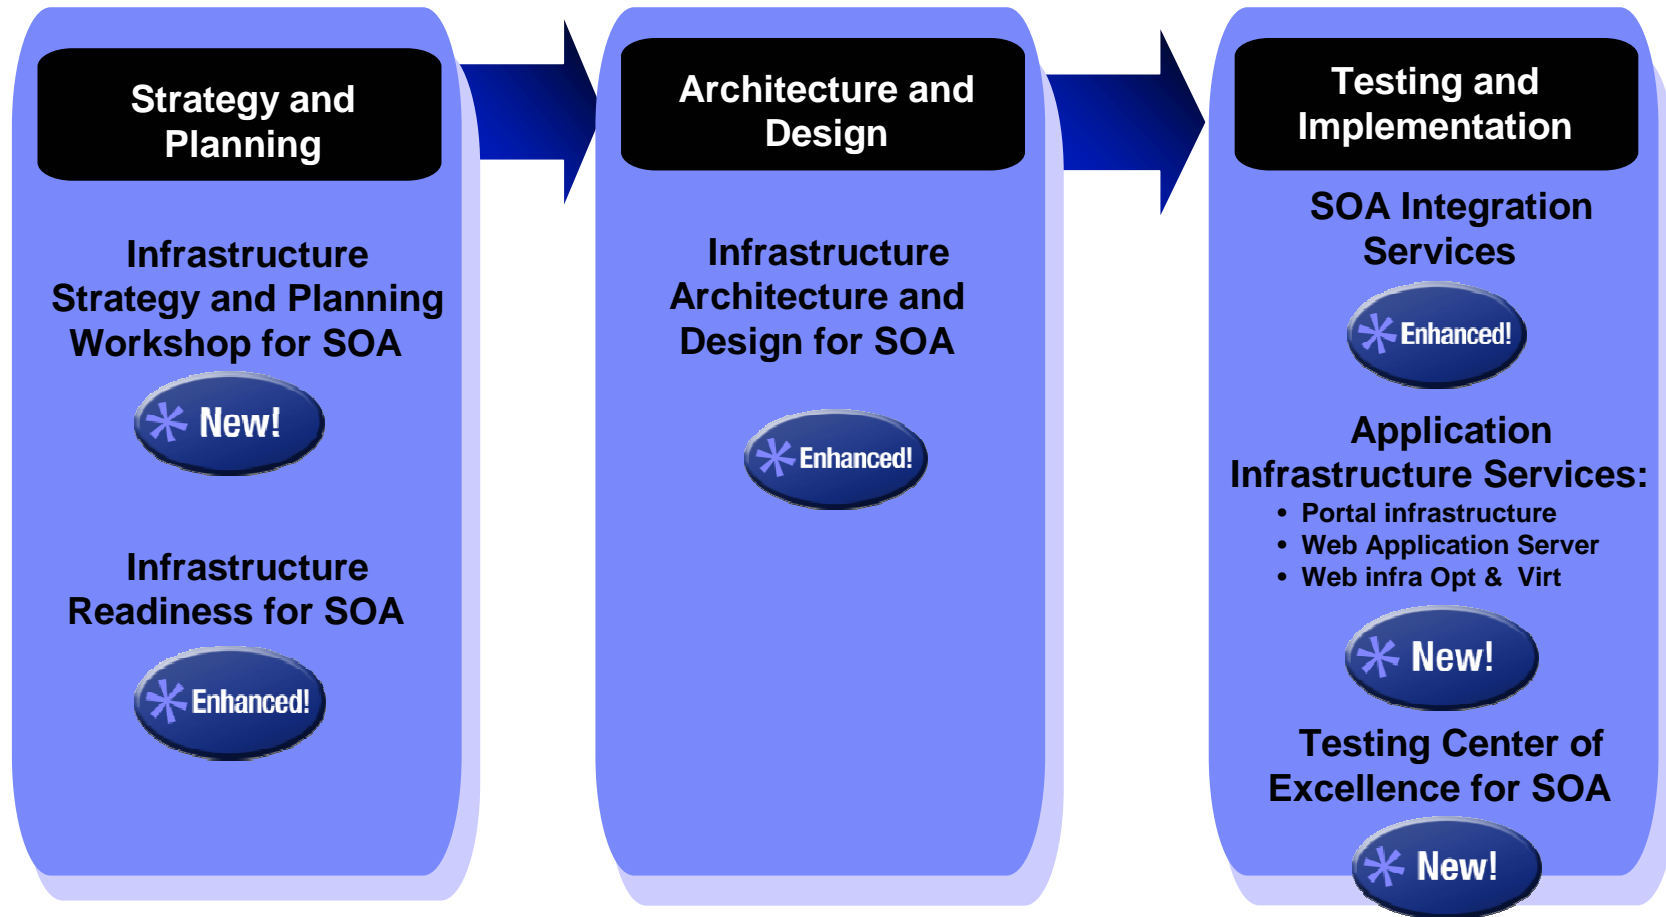 Strategy and
Planning
Infrastructure
Strategy and Planning
Workshop for SOA
* New!
Infrastructure
Readiness for SOA
* Enhanced!
Architecture and
Design
Infrastructure
Architecture and
Design for SOA
* Enhanced!
Testing and
Implementation
SOA Integration
Services
* Enhanced!
Application
Infrastructure Services:
• Portal infrastructure
• Web Application Server
• Web infra Opt & Virt
* New!
Testing Center of
Excellence for SOA
* New!